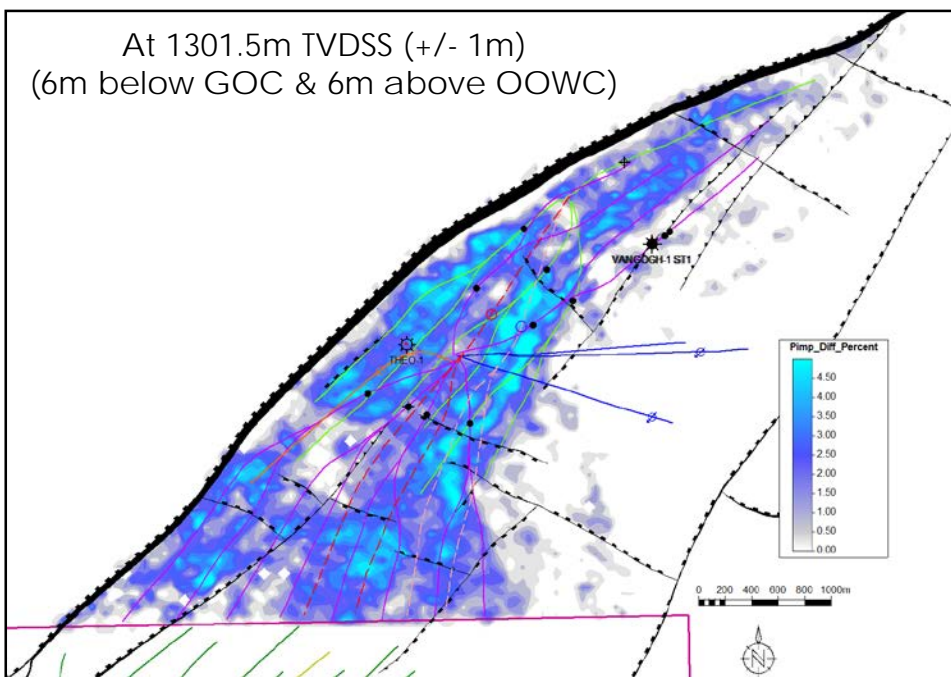 At 1301.5m TVDSS (+/- 1m)
(6m below GOC & 6m above OOWC)
VANGOGH-1 ST1
THEO-1
Pimp_Diff_Percent
4.50
4.00
3.50
3.00
2.50
2.00
1.50
1.00
0.50
0.00
0 200 400 600 800 1000m
N